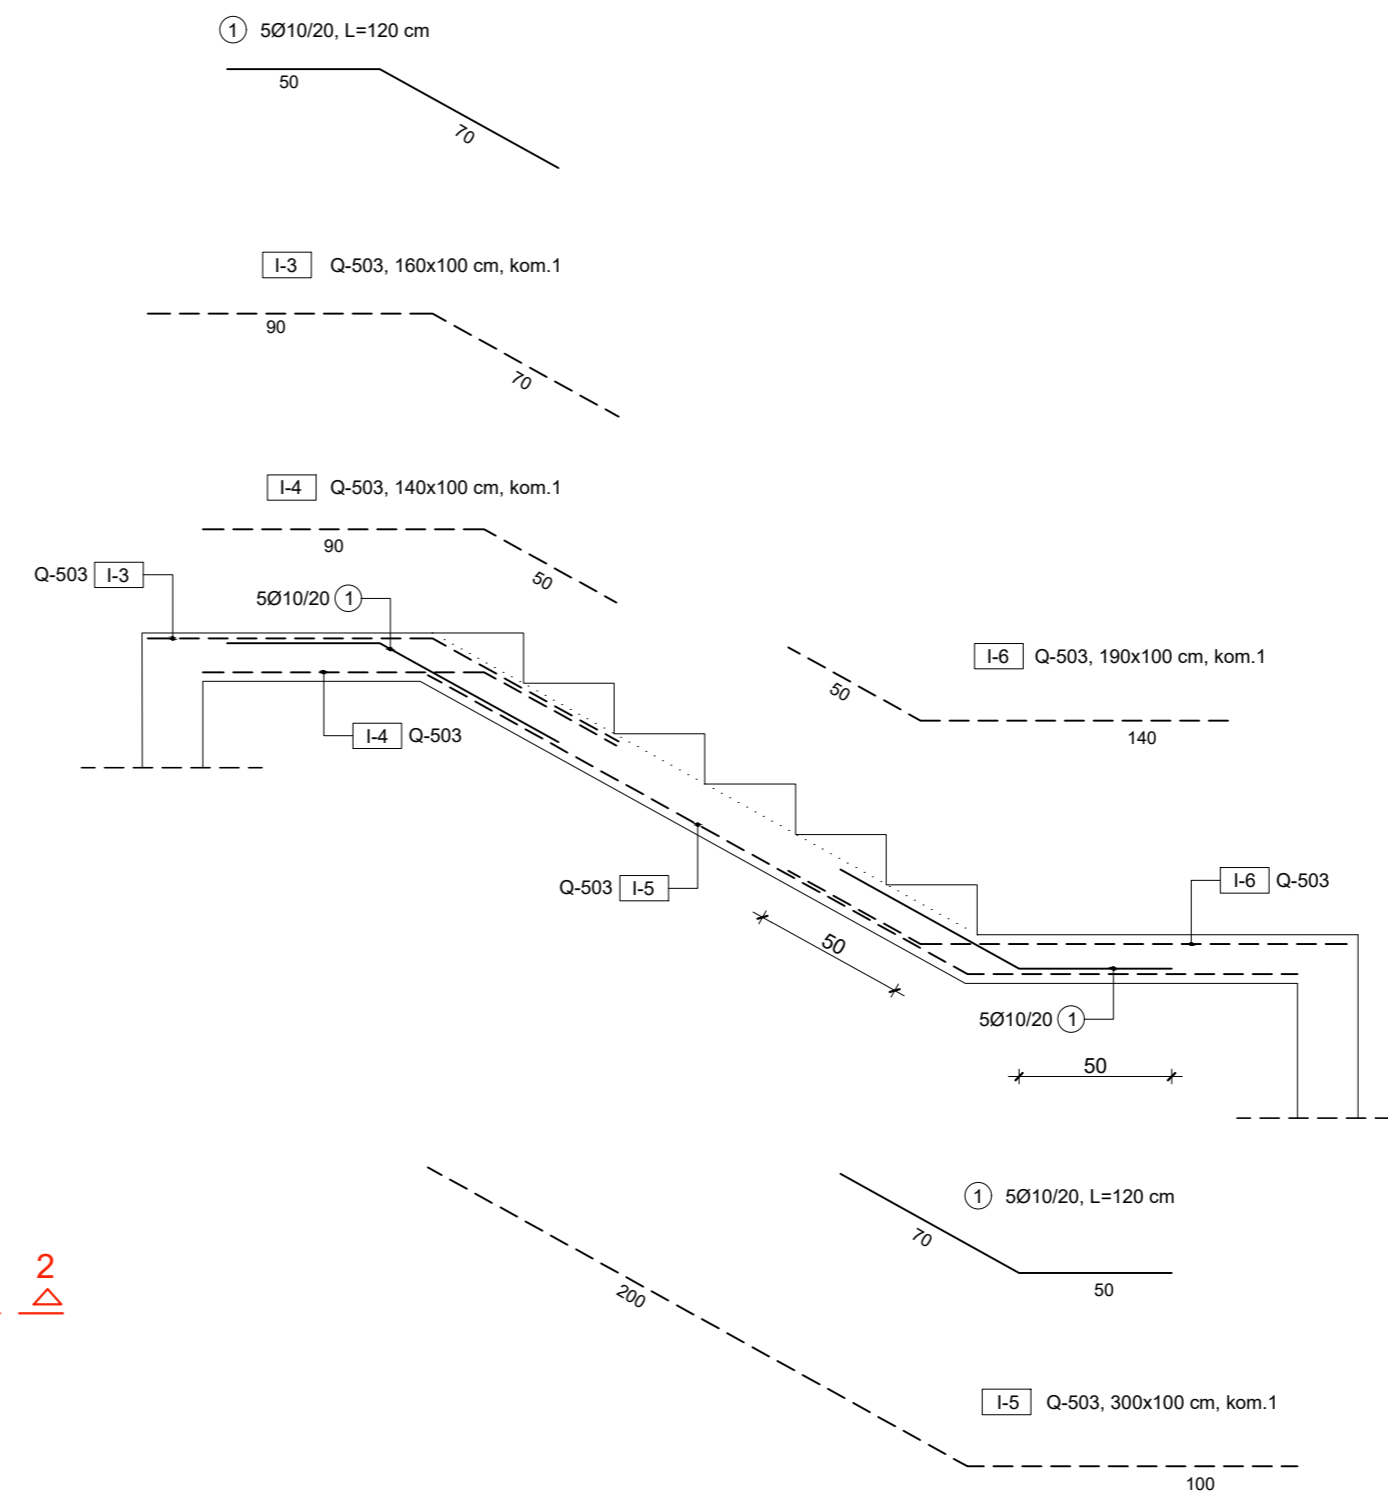 1 5Ø10/20, L=120 cm
50
70
I-3 Q-503, 160x100 cm, kom.1
90
70
I-4 Q-503, 140x100 cm, kom.1
90
50
Q-503 I-3
5Ø10/20 1
I-6 Q-503, 190x100 cm, kom.1
50
140
I-4 Q-503
Q-503 I-5
I-6 Q-503
50
5Ø10/20 1
50
1 5Ø10/20, L=120 cm
70
50
2
200
I-5 Q-503, 300x100 cm, kom.1
100